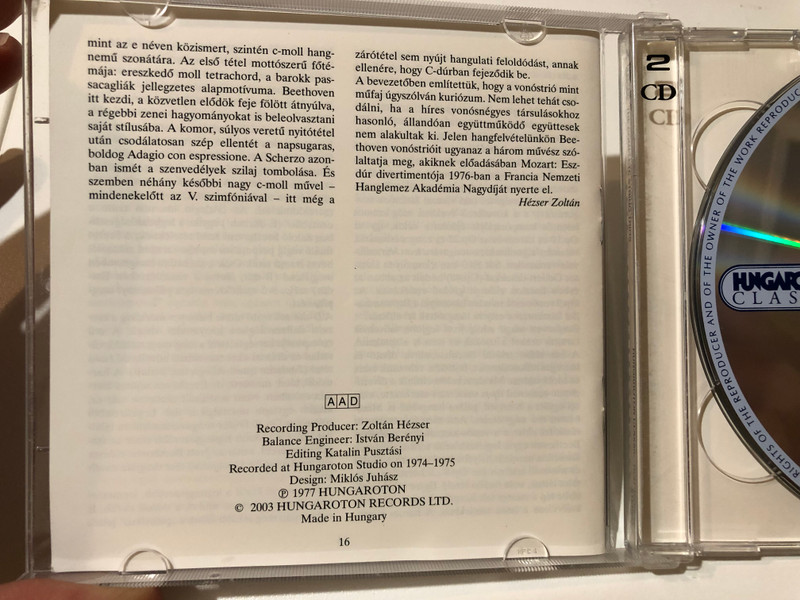 mint az e néven közismert, szintén c-moll hang-
nemű szonátára. Az első tétel mottószerű főté-
mája: ereszkedő moll tetrachord, a barokk pas-
sacagliák jellegzetes alapmotívuma. Beethoven
itt kezdi, a közvetlen elődök feje fölött átnyúlva,
a régebbi zenei hagyományokat is beleolvasztani
saját stílusába. A komor, súlyos veretű nyitótétel
után csodálatosan szép ellentét a napsugaras,
boldog Adagio con espressione. A Scherzo azon-
ban ismét a szenvedélyek szilaj tombolása. És
szemben néhány későbbi nagy c-moll művel –
mindenekelőtt az V. szimfóniával – itt még a
zárótétel sem nyújt hangulati feloldódást, annak
ellenére, hogy C-dúrban fejeződik be.
A bevezetőben említettük, hogy a vonóstrió mint
műfaj úgyszólván kuriózum. Nem lehet tehát cso-
dálni, ha a híres vonósnégyes társulásokhoz
hasonló, állandóan együttműködő együttesek
nem alakultak ki. Jelen hangfelvételünkön Bee-
thoven vonóstrióit ugyanaz a három művész szó-
laltatja meg, akiknek előadásában Mozart: Esz-
dúr divertimentója 1976-ban a Francia Nemzeti
Hanglemez Akadémia Nagydíját nyerte el.
Hézser Zoltán
AAD
Recording Producer: Zoltán Hézser
Balance Engineer: István Berényi
Editing Katalin Pusztási
Recorded at Hungaroton Studio on 1974–1975
Design: Miklós Juhász
℗ 1977 HUNGAROTON
© 2003 HUNGAROTON RECORDS LTD.
Made in Hungary
16
2
CD
RIGHTS OF THE REPRODUCER AND OF THE OWNER OF THE WORK REPRODUC
HUNGARO
CLAS